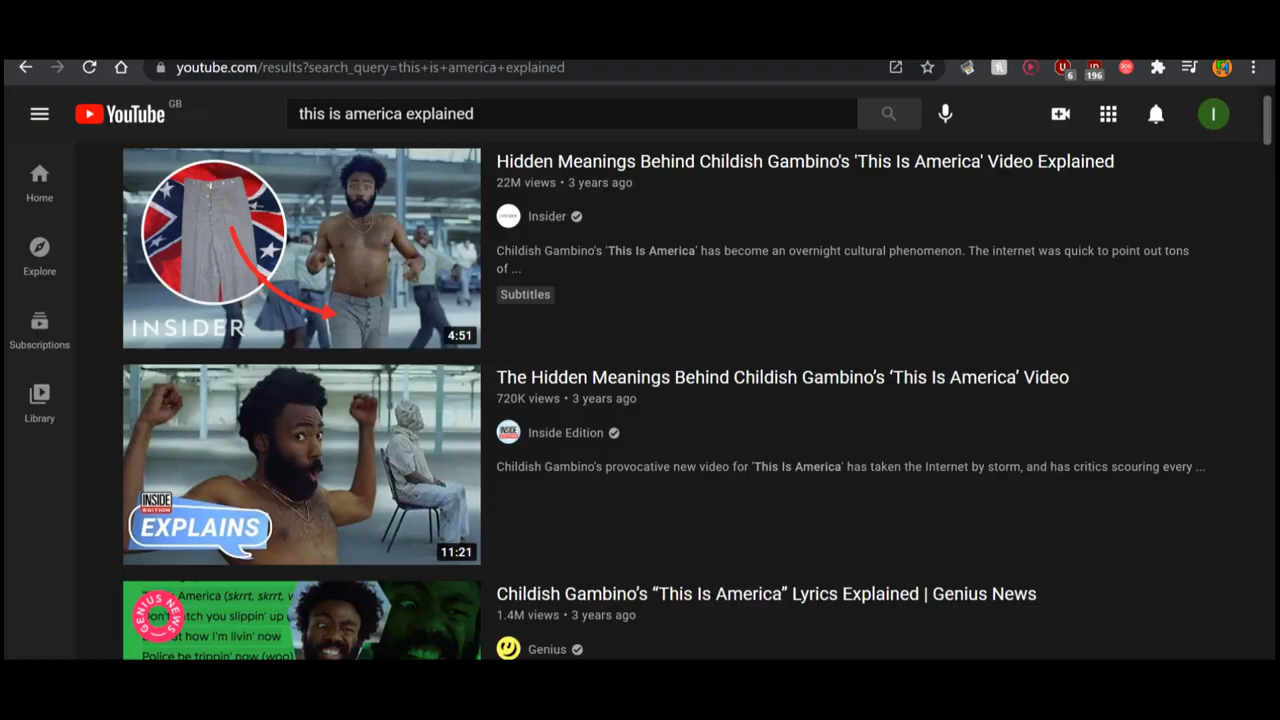 youtube.com/results?search_query=this+is+america+explained
6
196
YouTube GB
this is america explained
I
Home
Explore
Subscriptions
Library
INSIDER
4:51
Hidden Meanings Behind Childish Gambino's 'This Is America' Video Explained
22M views • 3 years ago
Insider
Childish Gambino's 'This Is America' has become an overnight cultural phenomenon. The internet was quick to point out tons
of ...
Subtitles
INSIDE
EDITION
EXPLAINS
11:21
The Hidden Meanings Behind Childish Gambino’s ‘This Is America’ Video
720K views • 3 years ago
Inside Edition
Childish Gambino's provocative new video for 'This Is America' has taken the Internet by storm, and has critics scouring every ...
GENIUS NEWS
America (skrrt, skrrt,
slippin' up
how I'm livin' now
Police be trippin' now (woo)
Childish Gambino’s “This Is America” Lyrics Explained | Genius News
1.4M views • 3 years ago
Genius